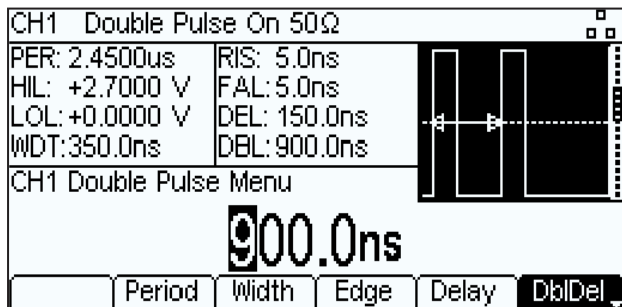 CH1 Double Pulse On 50Ω
PER: 2.4500us RIS: 5.0ns
HIL: +2.7000 V FAL: 5.0ns
LOL: +0.0000 V DEL: 150.0ns
WDT: 350.0ns DBL: 900.0ns
CH1 Double Pulse Menu
900.0ns
Period Width Edge Delay DblDel